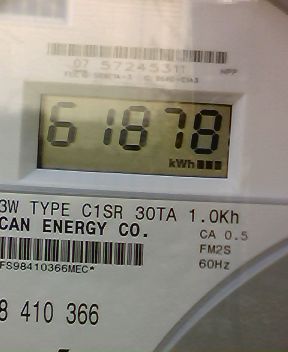 07 57245311
61878
kWh
3W TYPE C1SR 30TA 1.0Kh
CAN ENERGY CO.
CA 0.5
FM2S
60Hz
FS98410366MEC*
8 410 366